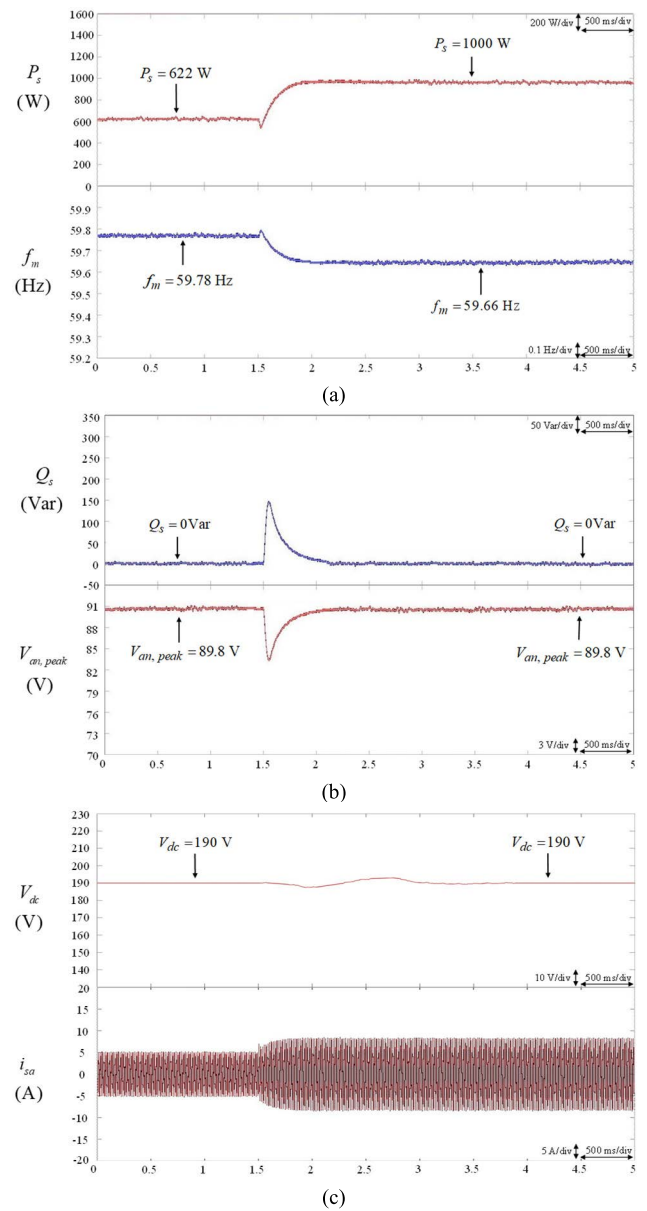 1600
200 W/div 500 ms/div
1400
P_s = 1000 W
P_s
1200
P_s = 622 W
(W)
1000
800
600
400
200
0
59.8
59.7
f_m
59.6
(Hz)
59.5
f_m = 59.78 Hz
59.4
f_m = 59.66 Hz
59.3
0.1 Hz/div 500 ms/div
59.2
0 0.5 1 1.5 2 2.5 3 3.5 4 4.5 5
(a)
350
50 Var/div 500 ms/div
300
250
Q_s
200
(Var)
150
Q_s = 0Var
Q_s = 0Var
100
50
0
-50
91
88
V_an, peak
85
V_an, peak = 89.8 V
V_an, peak = 89.8 V
(V)
82
79
76
73
3 V/div 500 ms/div
70
0 0.5 1 1.5 2 2.5 3 3.5 4 4.5 5
(b)
230
220
V_dc = 190 V
V_dc = 190 V
210
200
V_dc
190
(V)
180
170
160
150
140
10 V/div 500 ms/div
20
15
10
i_sa
5
0
(A)
-5
-10
-15
5 A/div 500 ms/div
-20
0 0.5 1 1.5 2 2.5 3 3.5 4 4.5 5
(c)